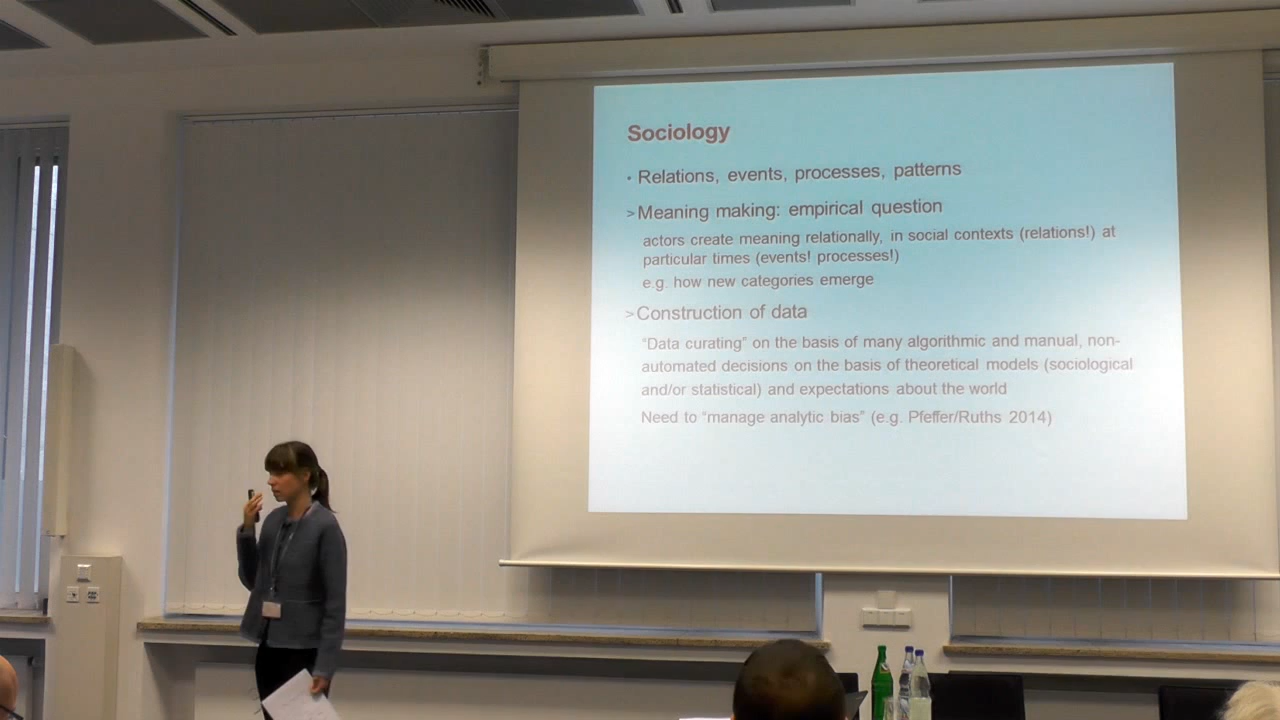 Sociology
• Relations, events, processes, patterns
> Meaning making: empirical question
actors create meaning relationally, in social contexts (relations!) at
particular times (events! processes!)
e.g. how new categories emerge
> Construction of data
“Data curating” on the basis of many algorithmic and manual, non-
automated decisions on the basis of theoretical models (sociological
and/or statistical) and expectations about the world
Need to “manage analytic bias” (e.g. Pfeffer/Ruths 2014)